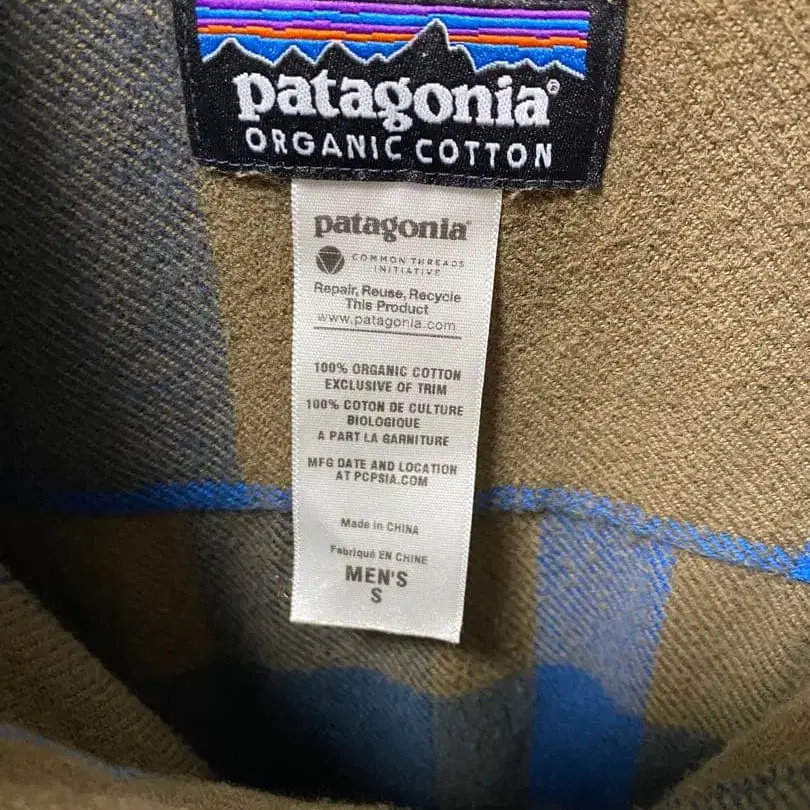 patagonia®
ORGANIC COTTON
patagonia®
COMMON THREADS
INITIATIVE
Repair, Reuse, Recycle
This Product
www.patagonia.com
100% ORGANIC COTTON
EXCLUSIVE OF TRIM
100% COTON DE CULTURE
BIOLOGIQUE
A PART LA GARNITURE
MFG DATE AND LOCATION
AT PCPSIA.COM
Made in CHINA
Fabriqué EN CHINE
MEN'S
S